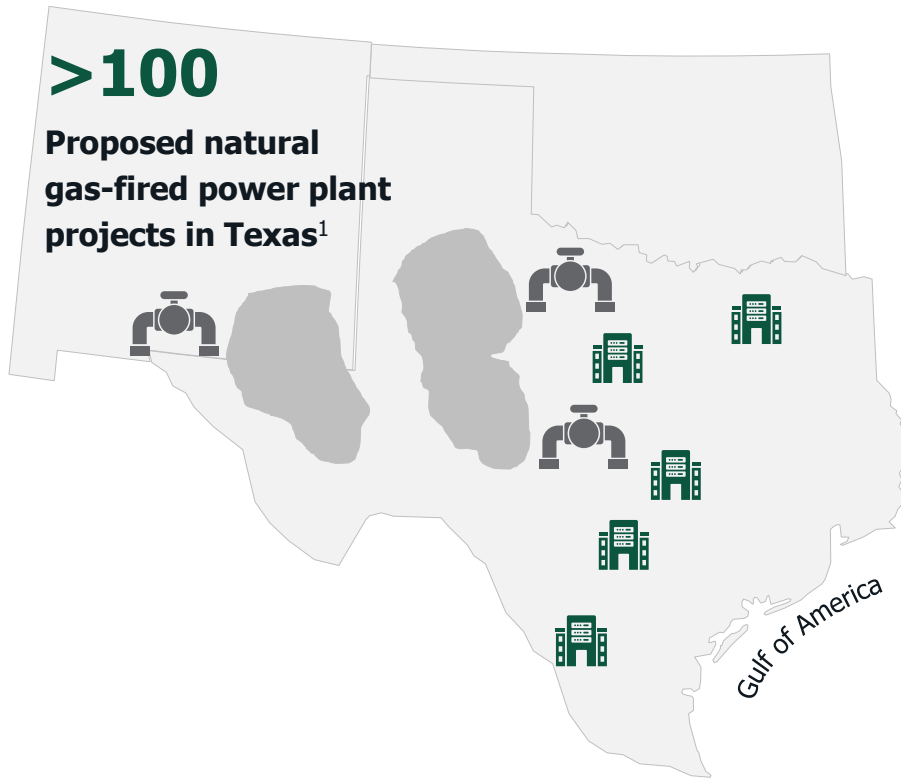 >100
Proposed natural
gas-fired power plant
projects in Texas¹
Gulf of America